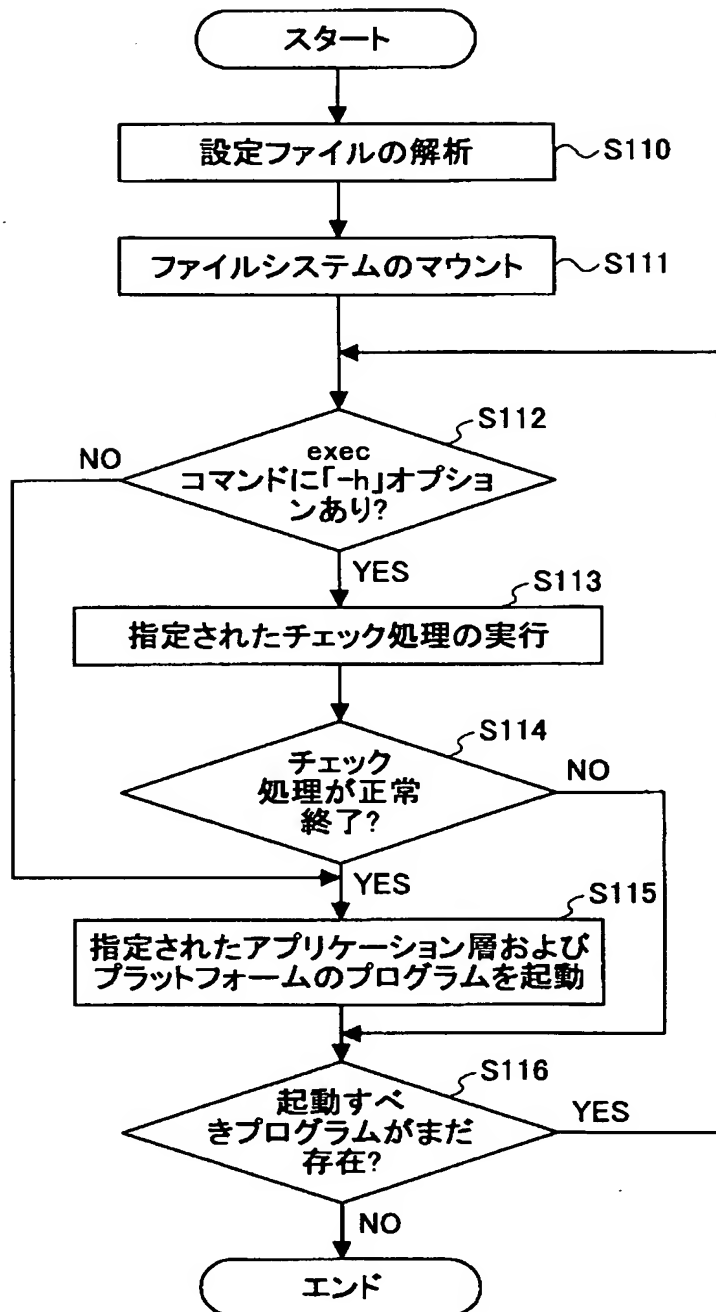 スタート
設定ファイルの解析
S110
ファイルシステムのマウント
S111
S112
exec
コマンドに「-h」オプショ
ンあり?
NO
YES
S113
指定されたチェック処理の実行
S114
チェック
処理が正常
終了?
NO
YES
S115
指定されたアプリケーション層および
プラットフォームのプログラムを起動
S116
起動すべ
きプログラムがまだ
存在?
YES
NO
エンド